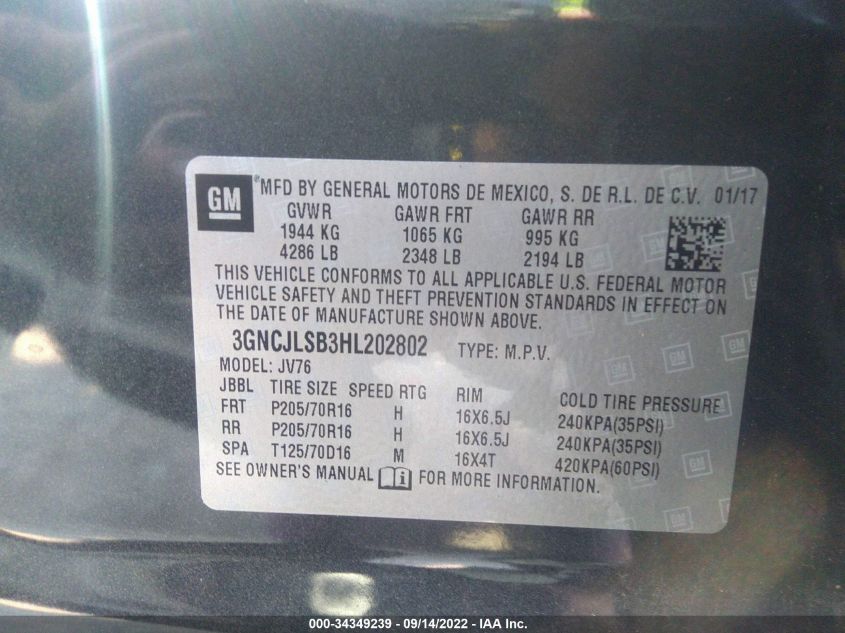 GM
®MFD BY GENERAL MOTORS DE MEXICO, S. DE R.L. DE C.V. 01/17
GVWR GAWR FRT GAWR RR
1944 KG 1065 KG 995 KG
4286 LB 2348 LB 2194 LB
THIS VEHICLE CONFORMS TO ALL APPLICABLE U.S. FEDERAL MOTOR
VEHICLE SAFETY AND THEFT PREVENTION STANDARDS IN EFFECT ON
THE DATE OF MANUFACTURE SHOWN ABOVE.
3GNCJLSB3HL202802 TYPE: M.P.V.
MODEL: JV76
JBBL TIRE SIZE SPEED RTG RIM COLD TIRE PRESSURE
FRT P205/70R16 H 16X6.5J 240KPA(35PSI)
RR P205/70R16 H 16X6.5J 240KPA(35PSI)
SPA T125/70D16 M 16X4T 420KPA(60PSI)
SEE OWNER'S MANUAL FOR MORE INFORMATION.
000-34349239 - 09/14/2022 - IAA Inc.